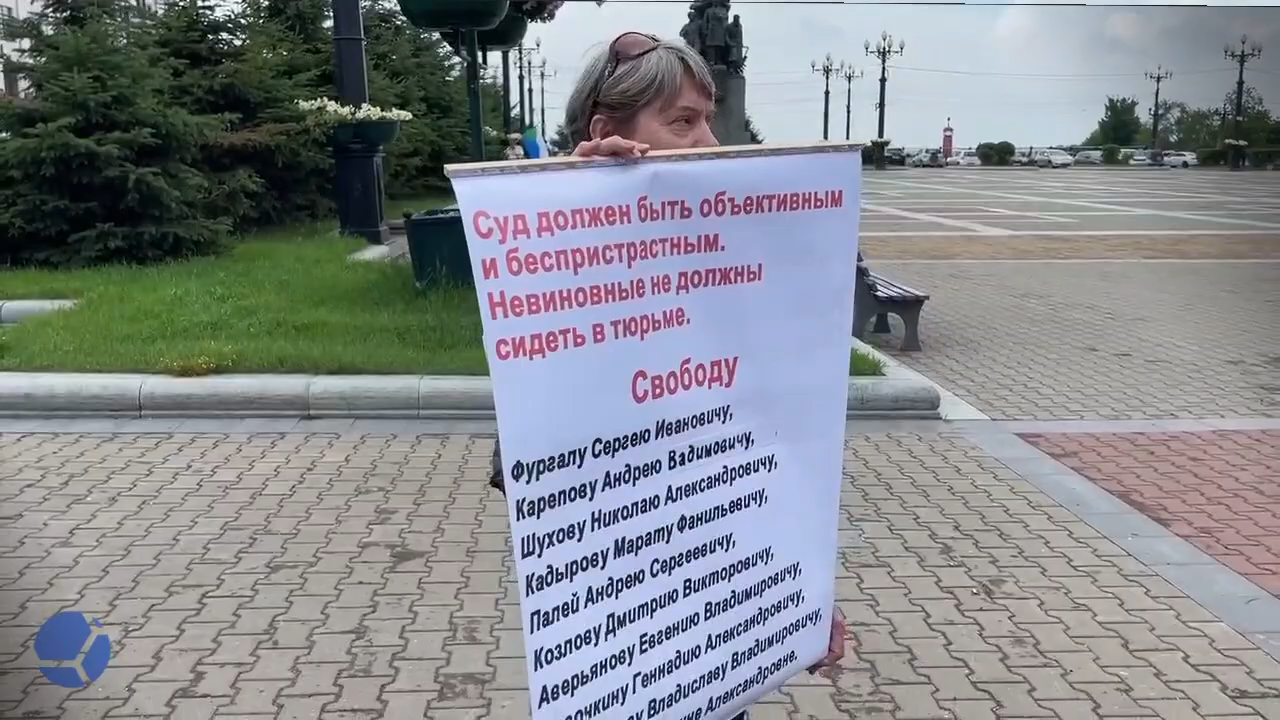 Суд должен быть объективным
и беспристрастным.
Невиновные не должны
сидеть в тюрьме.
Свободу
Фургалу Сергею Ивановичу,
Карепову Андрею Вадимовичу,
Шухову Николаю Александровичу,
Кадырову Марату Фанильевичу,
Палей Андрею Сергеевичу,
Козлову Дмитрию Викторовичу,
Аверьянову Евгению Владимировичу,
Геннадию Александровичу,
Владиславу Владимировичу,
Александровне.